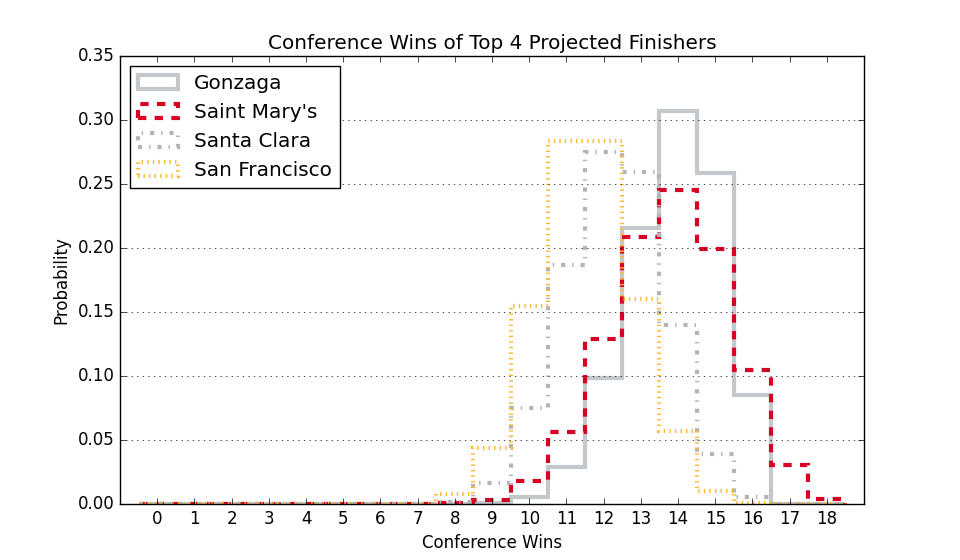 Conference Wins of Top 4 Projected Finishers
0.35
0.30
0.25
0.20
0.15
0.10
0.05
0.00
Probability
Gonzaga
Saint Mary's
Santa Clara
San Francisco
0 1 2 3 4 5 6 7 8 9 10 11 12 13 14 15 16 17 18
Conference Wins